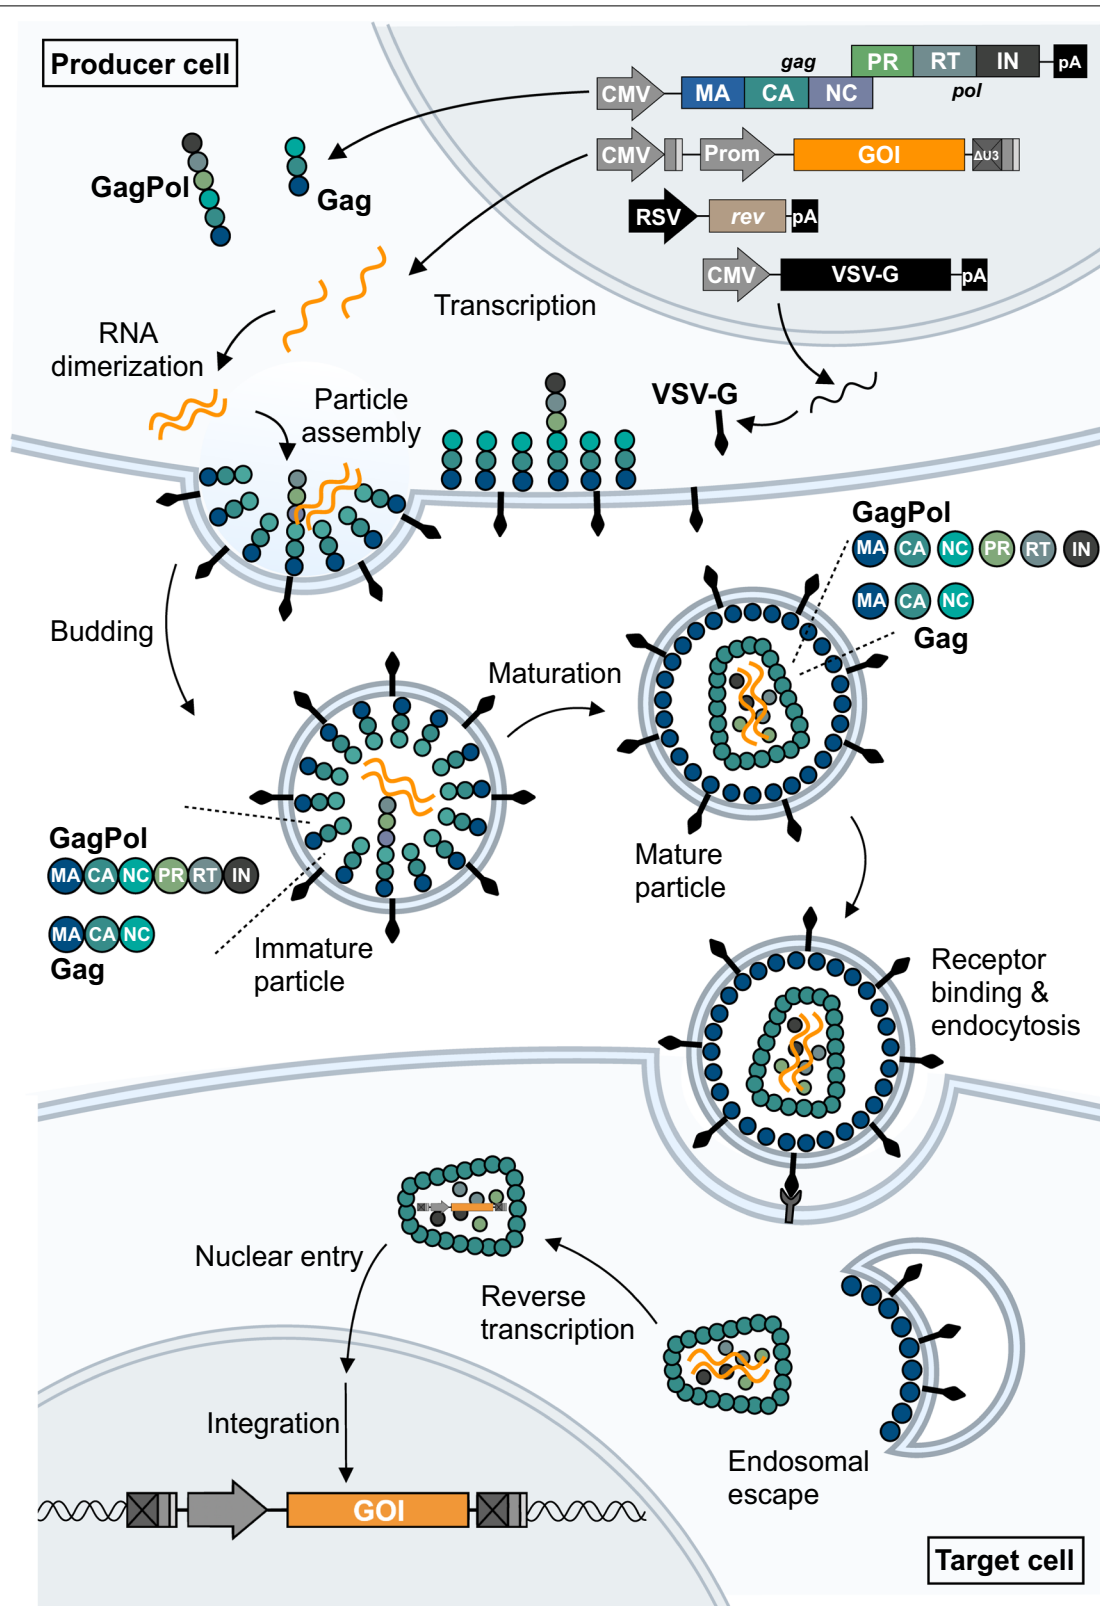 Producer cell
gag
PR RT IN pA
CMV MA CA NC
pol
CMV Prom GOI ΔU3
RSV rev pA
CMV VSV-G pA
GagPol
Gag
Transcription
RNA
dimerization
Particle
assembly
VSV-G
GagPol
MA CA NC PR RT IN
MA CA NC
Gag
Budding
Maturation
GagPol
MA CA NC PR RT IN
MA CA NC
Gag
Immature
particle
Mature
particle
Receptor
binding &
endocytosis
Nuclear entry
Reverse
transcription
Integration
Endosomal
escape
GOI
Target cell